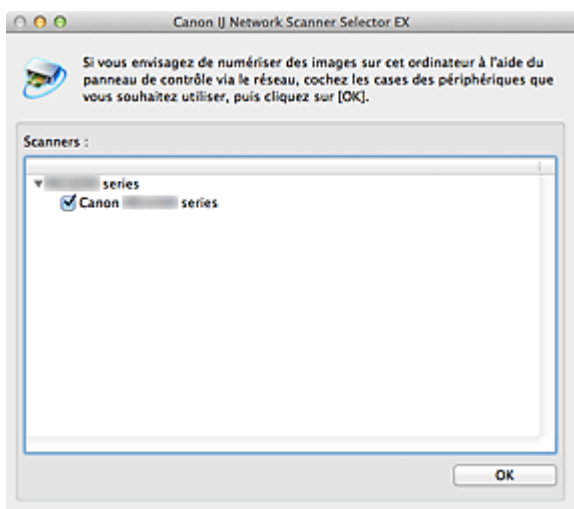 Canon IJ Network Scanner Selector EX
Si vous envisagez de numériser des images sur cet ordinateur à l'aide du
panneau de contrôle via le réseau, cochez les cases des périphériques que
vous souhaitez utiliser, puis cliquez sur [OK].
Scanners :
series
Canon series
OK